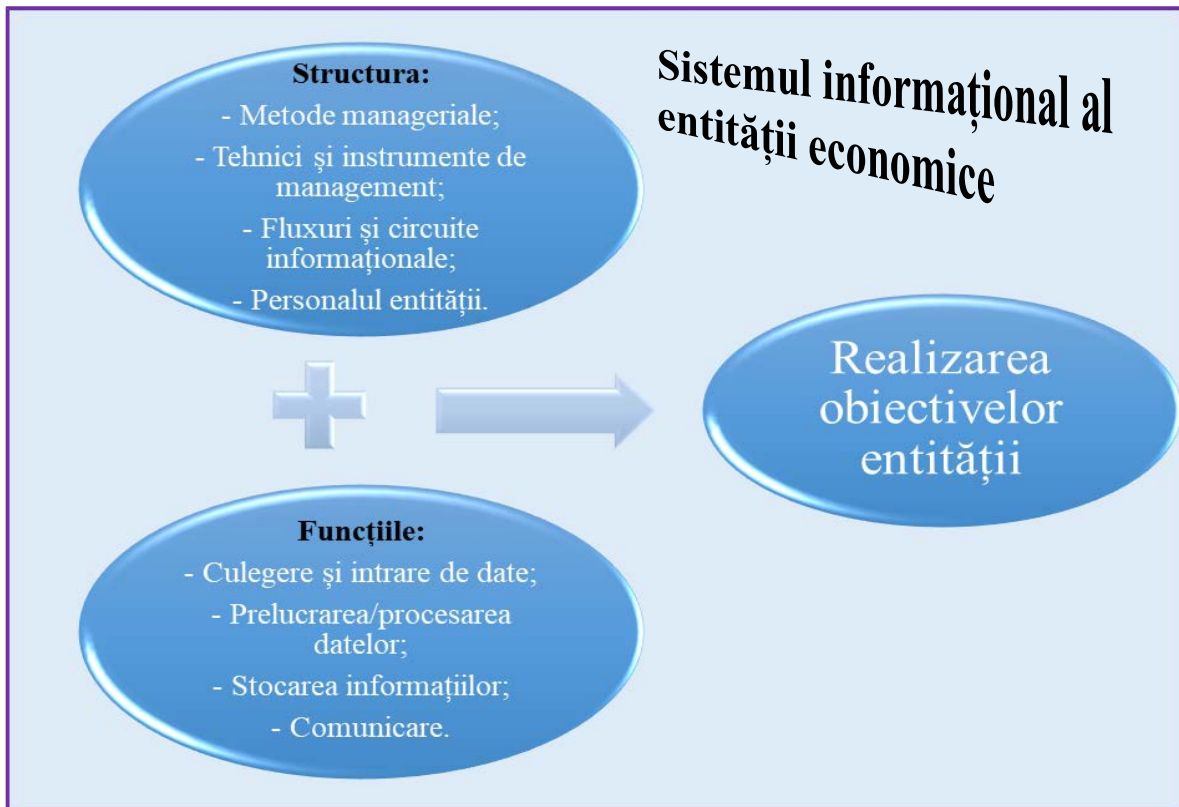 Sistemul informațional al
entității economice
Structura:
- Metode manageriale;
- Tehnici și instrumente de
management;
- Fluxuri și circuite
informaționale;
- Personalul entității.
Realizarea
obiectivelor
entității
Funcțiile:
- Culegere și intrare de date;
- Prelucrarea/procesarea
datelor;
- Stocarea informațiilor;
- Comunicare.